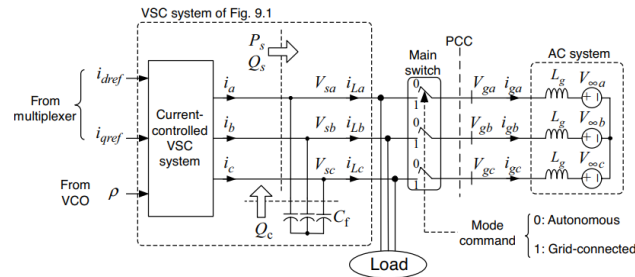 VSC system of Fig. 9.1
P_s
Q_s
Main
switch
PCC
AC system
i_dref
From
multiplexer
i_qref
From
VCO
ρ
Current-
controlled
VSC
system
i_a
i_b
i_c
V_sa i_La
V_sb i_Lb
V_sc i_Lc
0
1
0
1
0
1
V_ga i_ga
V_gb i_gb
V_gc i_gc
L_g V_∞a
L_g V_∞b
L_g V_∞c
+
+
+
Q_c
C_f
Load
Mode
command
0: Autonomous
1: Grid-connected